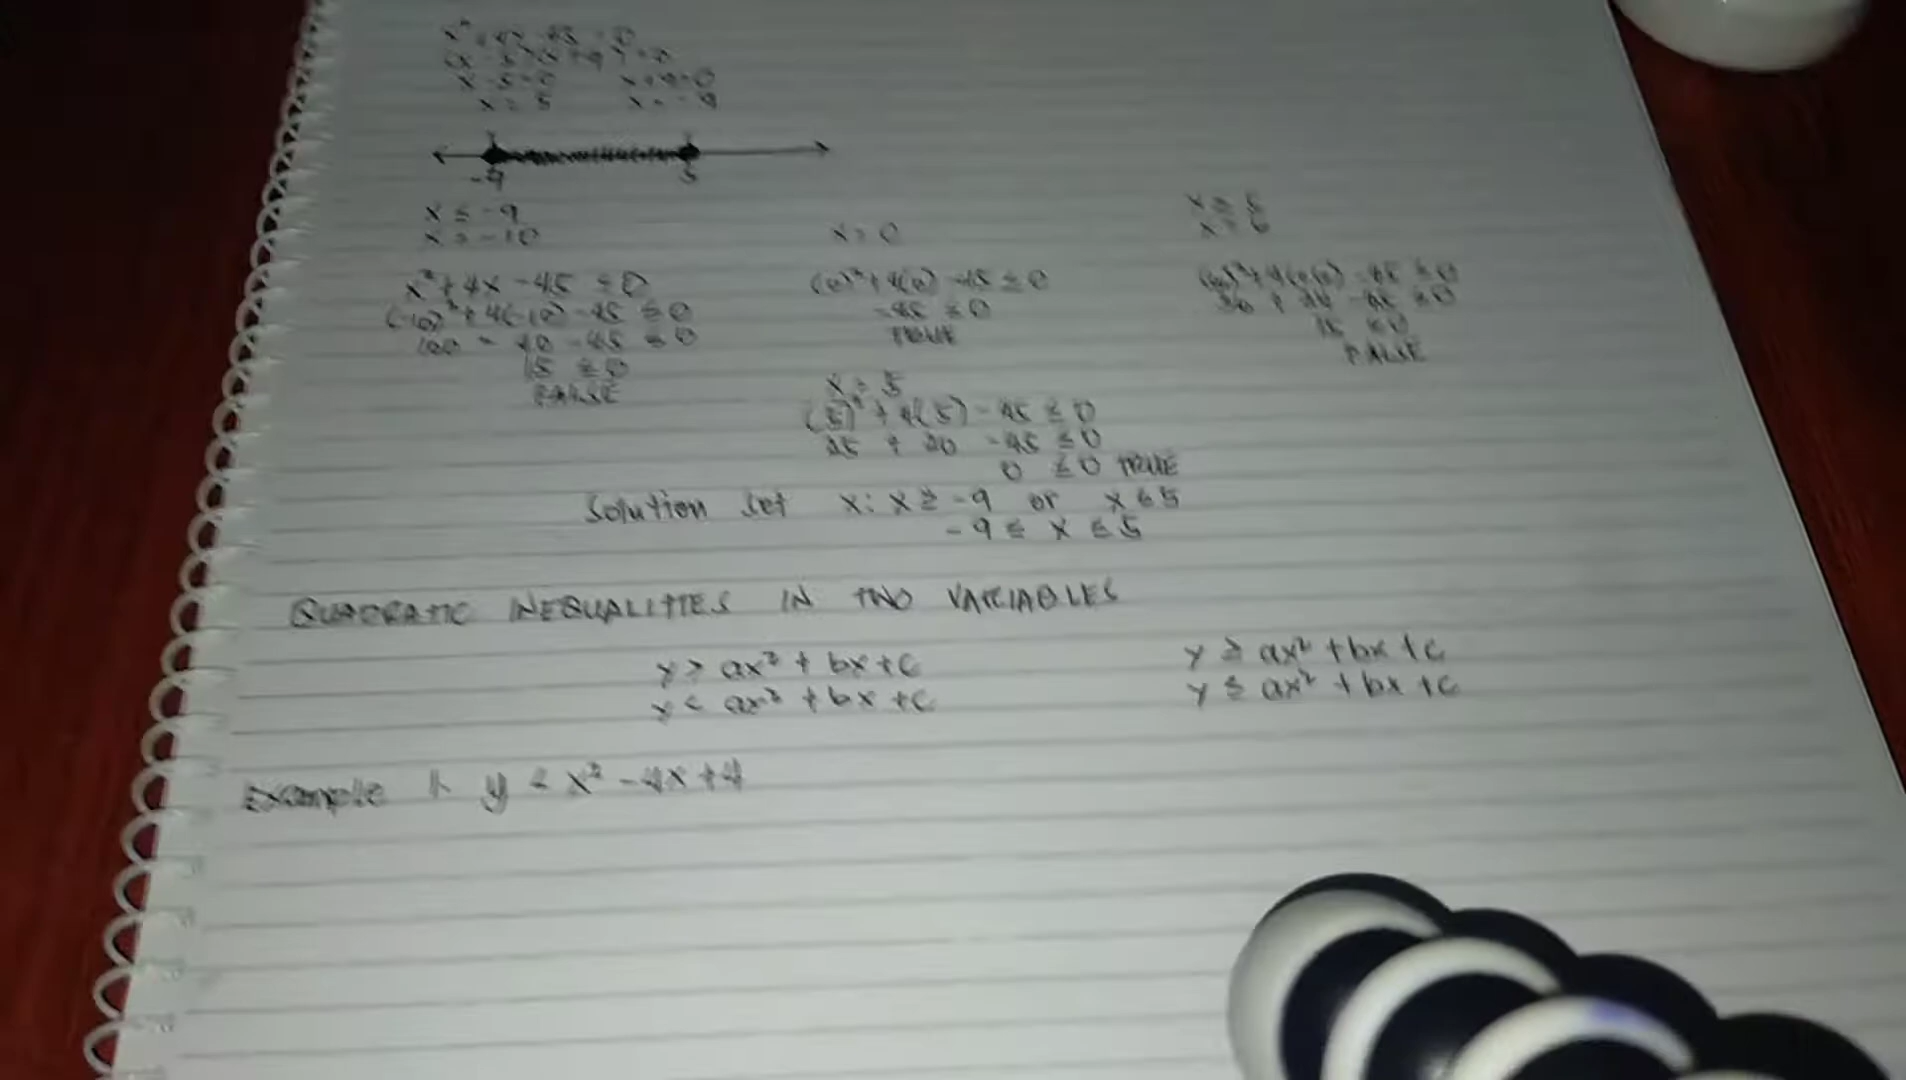 x² + 4x - 45 = 0
(x - 5)(x + 9) = 0
x - 5 = 0 x + 9 = 0
x = 5 x = -9
-9 5
x ≤ -9
x = -10
x² + 4x - 45 ≤ 0
(-10)² + 4(-10) - 45 ≤ 0
100 - 40 - 45 ≤ 0
15 ≤ 0
FALSE
x = 0
(0)² + 4(0) - 45 ≤ 0
-45 ≤ 0
TRUE
x = 5
(5)² + 4(5) - 45 ≤ 0
25 + 20 - 45 ≤ 0
0 ≤ 0 TRUE
x ≥ 5
x = 6
(6)² + 4(6) - 45 ≤ 0
36 + 24 - 45 ≤ 0
15 ≤ 0
FALSE
Solution set x: x ≥ -9 or x ≤ 5
-9 ≤ x ≤ 5
QUADRATIC INEQUALITIES IN TWO VARIABLES
y > ax² + bx + c y ≥ ax² + bx + c
y < ax² + bx + c y ≤ ax² + bx + c
Example 1. y < x² - 4x + 4